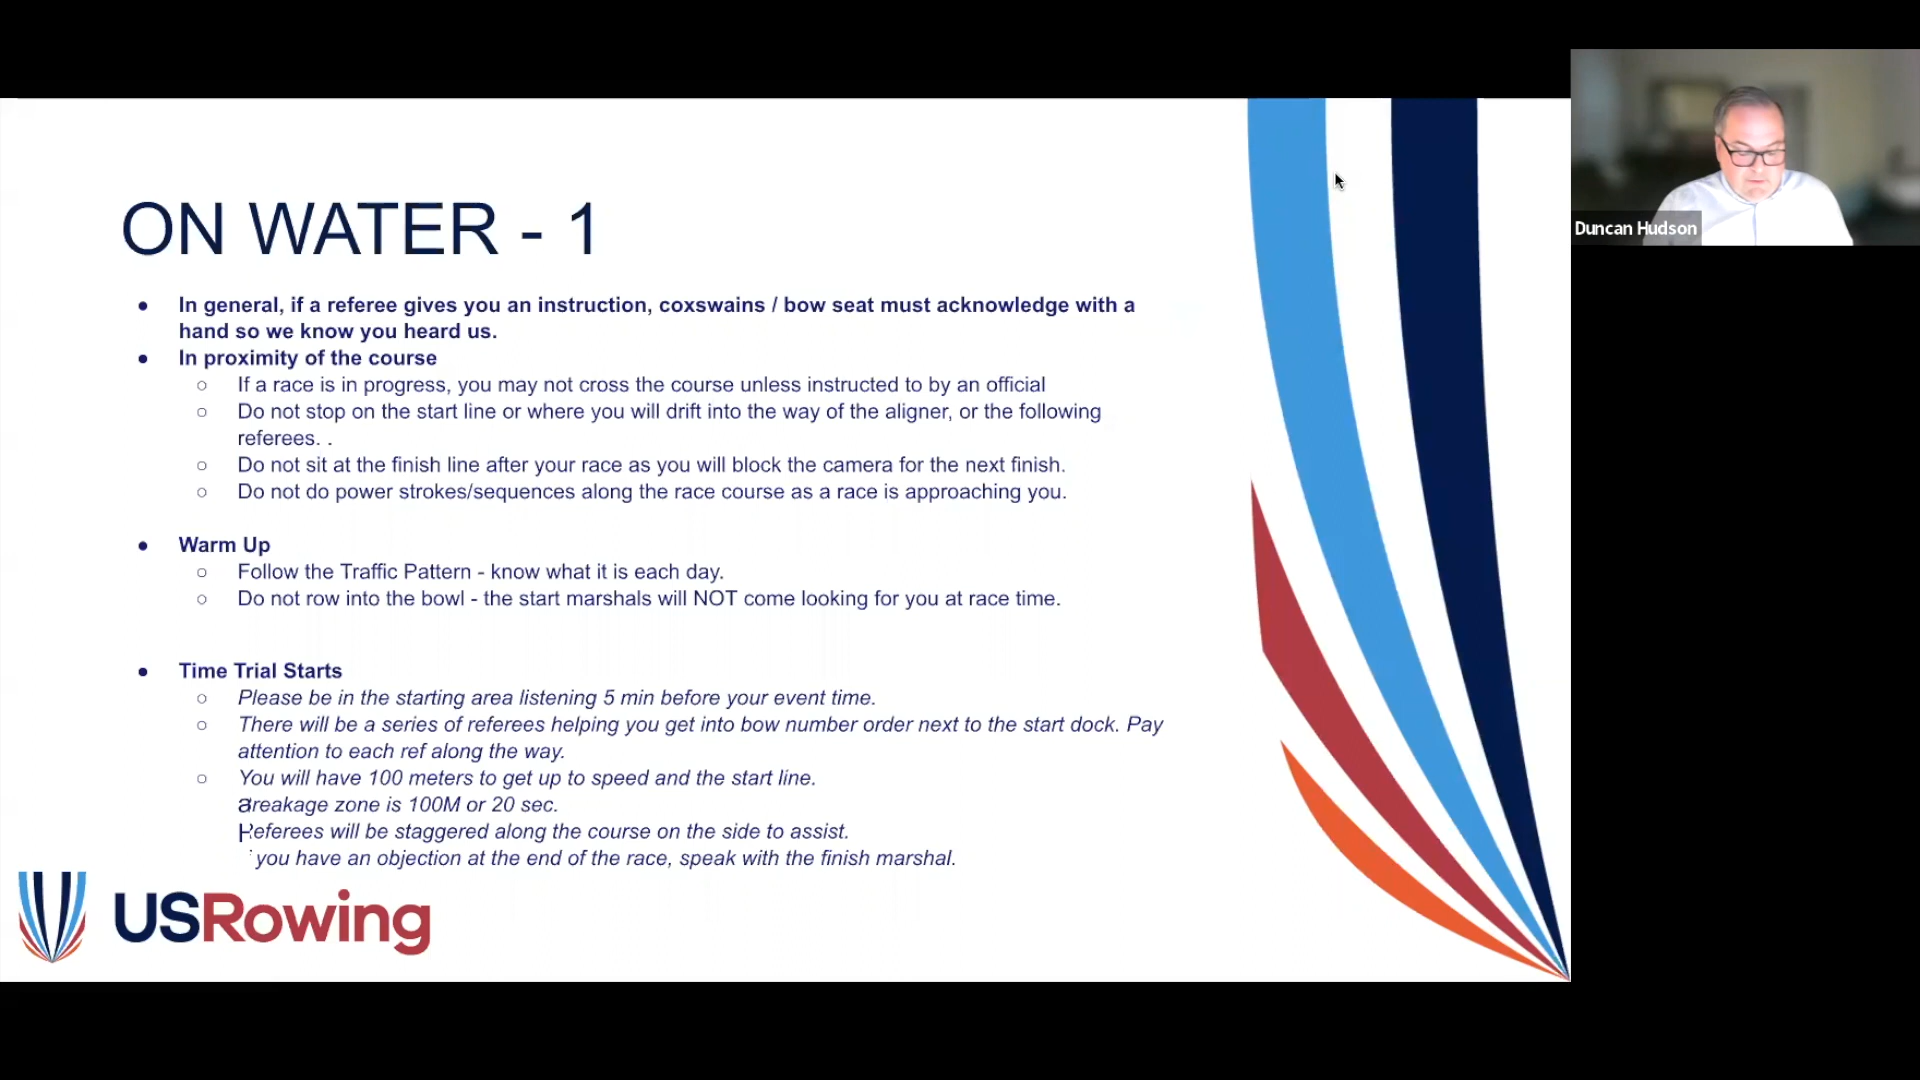 ON WATER - 1
● In general, if a referee gives you an instruction, coxswains / bow seat must acknowledge with a
hand so we know you heard us.
● In proximity of the course
○ If a race is in progress, you may not cross the course unless instructed to by an official
○ Do not stop on the start line or where you will drift into the way of the aligner, or the following
referees. .
○ Do not sit at the finish line after your race as you will block the camera for the next finish.
○ Do not do power strokes/sequences along the race course as a race is approaching you.
● Warm Up
○ Follow the Traffic Pattern - know what it is each day.
○ Do not row into the bowl - the start marshals will NOT come looking for you at race time.
● Time Trial Starts
○ Please be in the starting area listening 5 min before your event time.
○ There will be a series of referees helping you get into bow number order next to the start dock. Pay
attention to each ref along the way.
○ You will have 100 meters to get up to speed and the start line.
zone is 100M or 20 sec.
will be staggered along the course on the side to assist.
you have an objection at the end of the race, speak with the finish marshal.
USRowing
Duncan Hudson